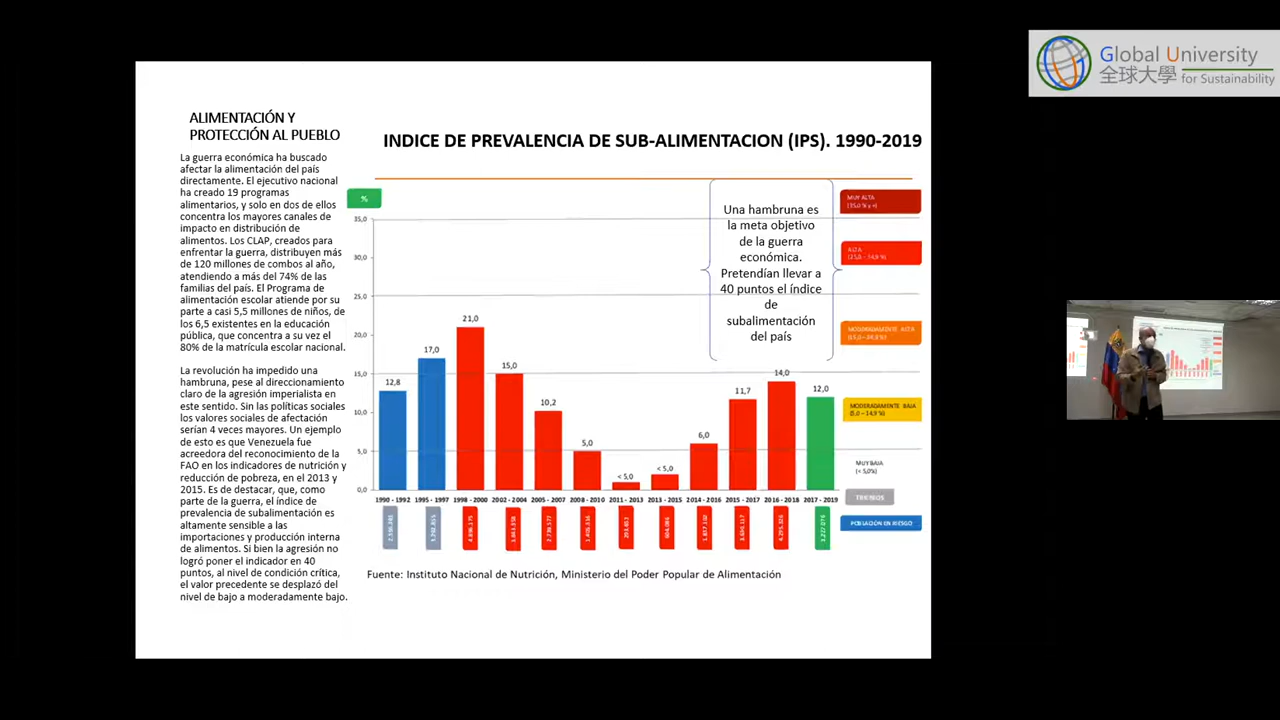 Global University
全球大學 for Sustainability
ALIMENTACIÓN Y
PROTECCIÓN AL PUEBLO
La guerra económica ha buscado
afectar la alimentación del país
directamente. El ejecutivo nacional
ha creado 19 programas
alimentarios, y solo en dos de ellos
concentra los mayores canales de
impacto en distribución de
alimentos. Los CLAP, creados para
enfrentar la guerra, distribuyen más
de 120 millones de combos al año,
atendiendo a más del 74% de las
familias del país. El Programa de
alimentación escolar atiende por su
parte a casi 5,5 millones de niños, de
los 6,5 existentes en la educación
pública, que concentra a su vez el
80% de la matrícula escolar nacional.
La revolución ha impedido una
hambruna, pese al direccionamiento
claro de la agresión imperialista en
este sentido. Sin las políticas sociales
los valores sociales de afectación
serían 4 veces mayores. Un ejemplo
de esto es que Venezuela fue
acreedora del reconocimiento de la
FAO en los indicadores de nutrición y
reducción de pobreza, en el 2013 y
2015. Es de destacar, que, como
parte de la guerra, el índice de
prevalencia de subalimentación es
altamente sensible a las
importaciones y producción interna
de alimentos. Si bien la agresión no
logró poner el indicador en 40
puntos, al nivel de condición crítica,
el valor precedente se desplazó del
nivel de bajo a moderadamente bajo.
INDICE DE PREVALENCIA DE SUB-ALIMENTACION (IPS). 1990-2019
%
35,0
30,0
25,0
20,0
15,0
10,0
5,0
0,0
12,8
17,0
21,0
15,0
10,2
5,0
< 5,0
< 5,0
6,0
11,7
14,0
12,0
1990 - 1992 1995 - 1997 1998 - 2000 2002 - 2004 2005 - 2007 2008 - 2010 2011 - 2013 2013 - 2015 2014 - 2016 2015 - 2017 2016 - 2018 2017 - 2019
Una hambruna es
la meta objetivo
de la guerra
económica.
Pretendían llevar a
40 puntos el índice
de
subalimentación
del país
MUY ALTA
ALTA
MODERADAMENTE ALTA
MODERADAMENTE BAJA
(5,0 – 14,9 %)
MUY BAJA
(< 5,0%)
TRIENIOS
POBLACIÓN EN RIESGO
Fuente: Instituto Nacional de Nutrición, Ministerio del Poder Popular de Alimentación